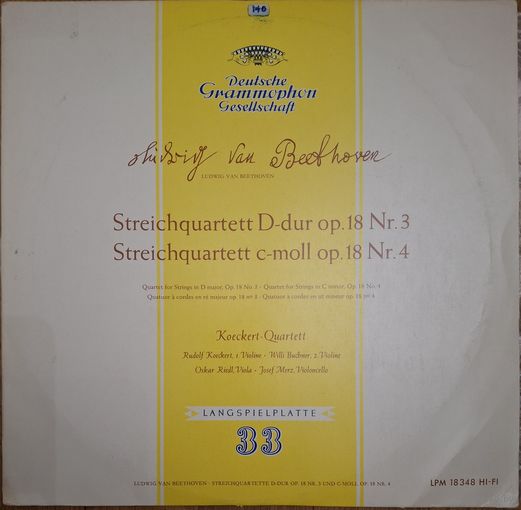 140
Deutsche
Grammophon
Gesellschaft
Ludwig van Beethoven
LUDWIG VAN BEETHOVEN
Streichquartett D-dur op. 18 Nr. 3
Streichquartett c-moll op. 18 Nr. 4
Quartet for Strings in D major, Op. 18 No. 3 - Quartet for Strings in C minor, Op. 18 No. 4
Quatuor à cordes en ré majeur op. 18 nº 3 - Quatuor à cordes en ut mineur op. 18 nº 4
Koeckert-Quartett
Rudolf Koeckert, 1. Violine - Willi Buchner, 2. Violine
Oskar Riedl, Viola - Josef Merz, Violoncello
LANGSPIELPLATTE
33
LUDWIG VAN BEETHOVEN · STREICHQUARTETTE D-DUR OP. 18 NR. 3 UND C-MOLL OP. 18 NR. 4
LPM 18348 HI-FI